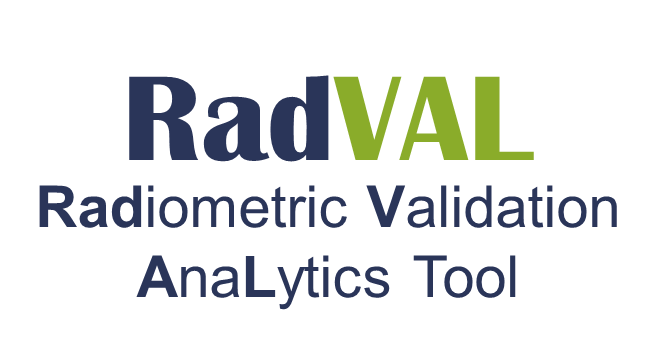 RadVAL
Radiometric Validation
AnaLytics Tool